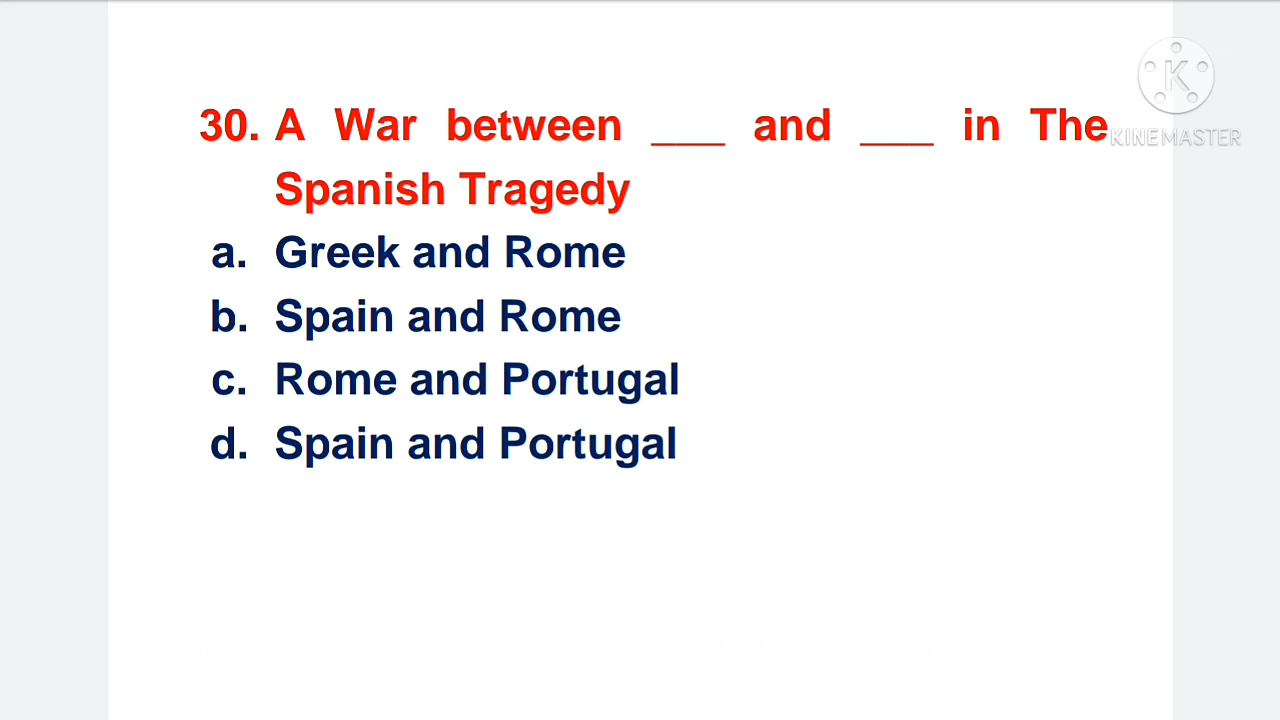 30. A War between ___ and ___ in The
Spanish Tragedy
a. Greek and Rome
b. Spain and Rome
c. Rome and Portugal
d. Spain and Portugal
K
KINEMASTER